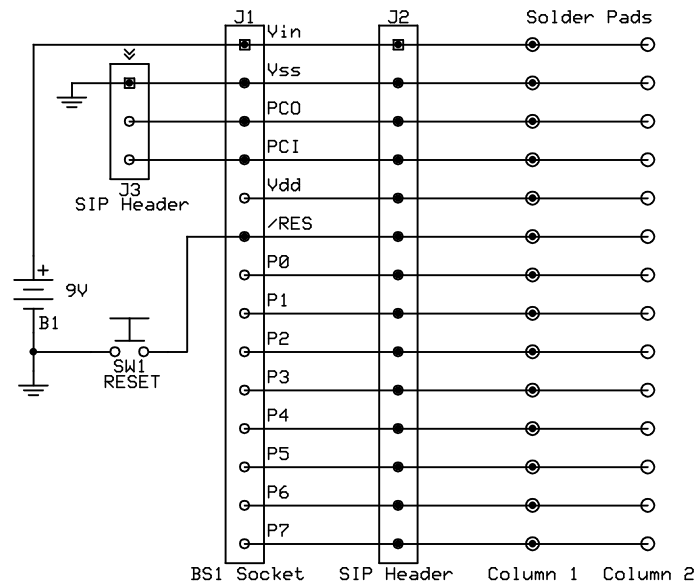 J1
J2
Solder Pads
Vin
Vss
PCO
PCI
J3
SIP Header
Vdd
/RES
P0
+
9V
B1
P1
SW1
RESET
P2
P3
P4
P5
P6
P7
BS1 Socket
SIP Header
Column 1
Column 2